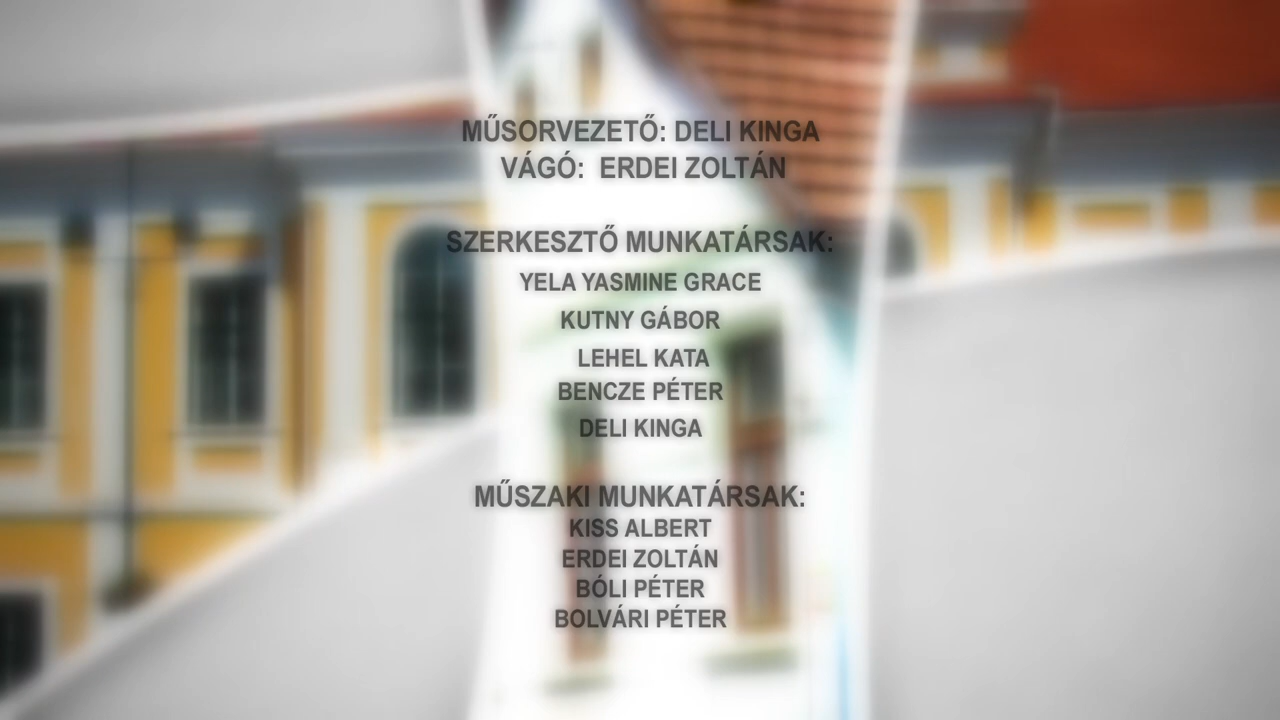 MŰSORVEZETŐ: DELI KINGA
VÁGÓ: ERDEI ZOLTÁN
SZERKESZTŐ MUNKATÁRSAK:
YELA YASMINE GRACE
KUTNY GÁBOR
LEHEL KATA
BENCZE PÉTER
DELI KINGA
MŰSZAKI MUNKATÁRSAK:
KISS ALBERT
ERDEI ZOLTÁN
BÓLI PÉTER
BOLVÁRI PÉTER